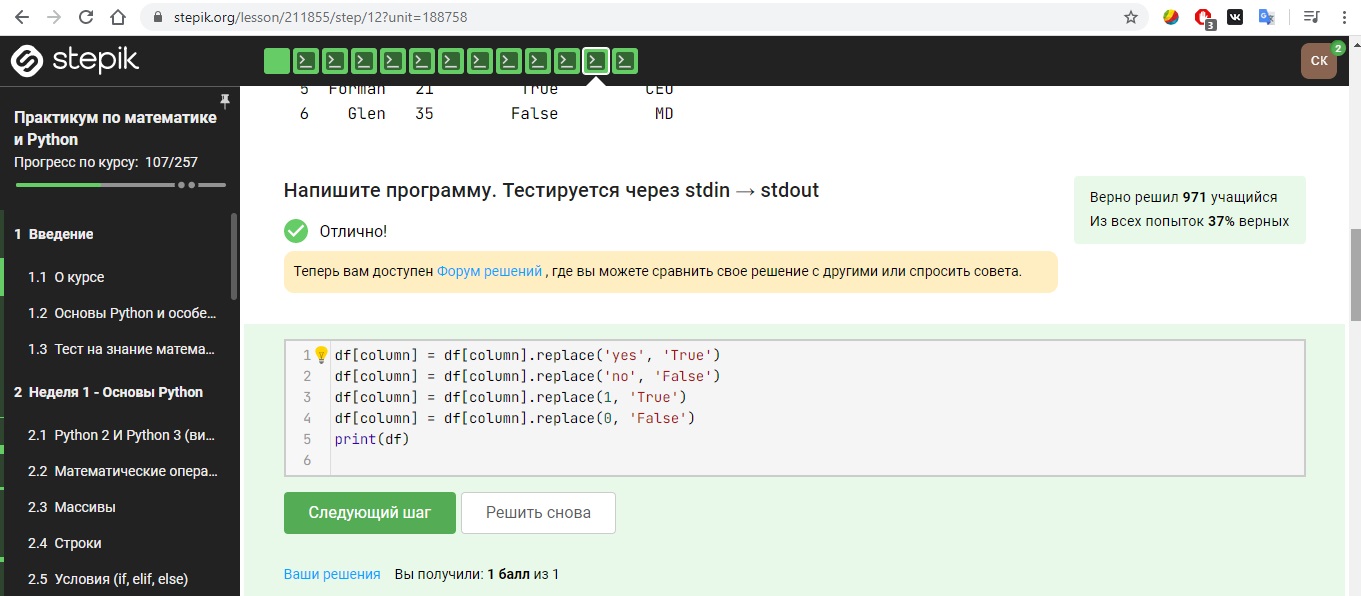 stepik.org/lesson/211855/step/12?unit=188758
3
stepik
СК
2
Практикум по математике
и Python
Прогресс по курсу: 107/257
1 Введение
1.1 О курсе
1.2 Основы Python и особе...
1.3 Тест на знание матема...
2 Неделя 1 - Основы Python
2.1 Python 2 И Python 3 (ви...
2.2 Математические опера...
2.3 Массивы
2.4 Строки
2.5 Условия (if, elif, else)
5 Forman 21 True CEO
6 Glen 35 False MD
Напишите программу. Тестируется через stdin → stdout
Отлично!
Верно решил 971 учащийся
Из всех попыток 37% верных
Теперь вам доступен Форум решений , где вы можете сравнить свое решение с другими или спросить совета.
1 df[column] = df[column].replace('yes', 'True')
2 df[column] = df[column].replace('no', 'False')
3 df[column] = df[column].replace(1, 'True')
4 df[column] = df[column].replace(0, 'False')
5 print(df)
6
Следующий шаг
Решить снова
Ваши решения Вы получили: 1 балл из 1